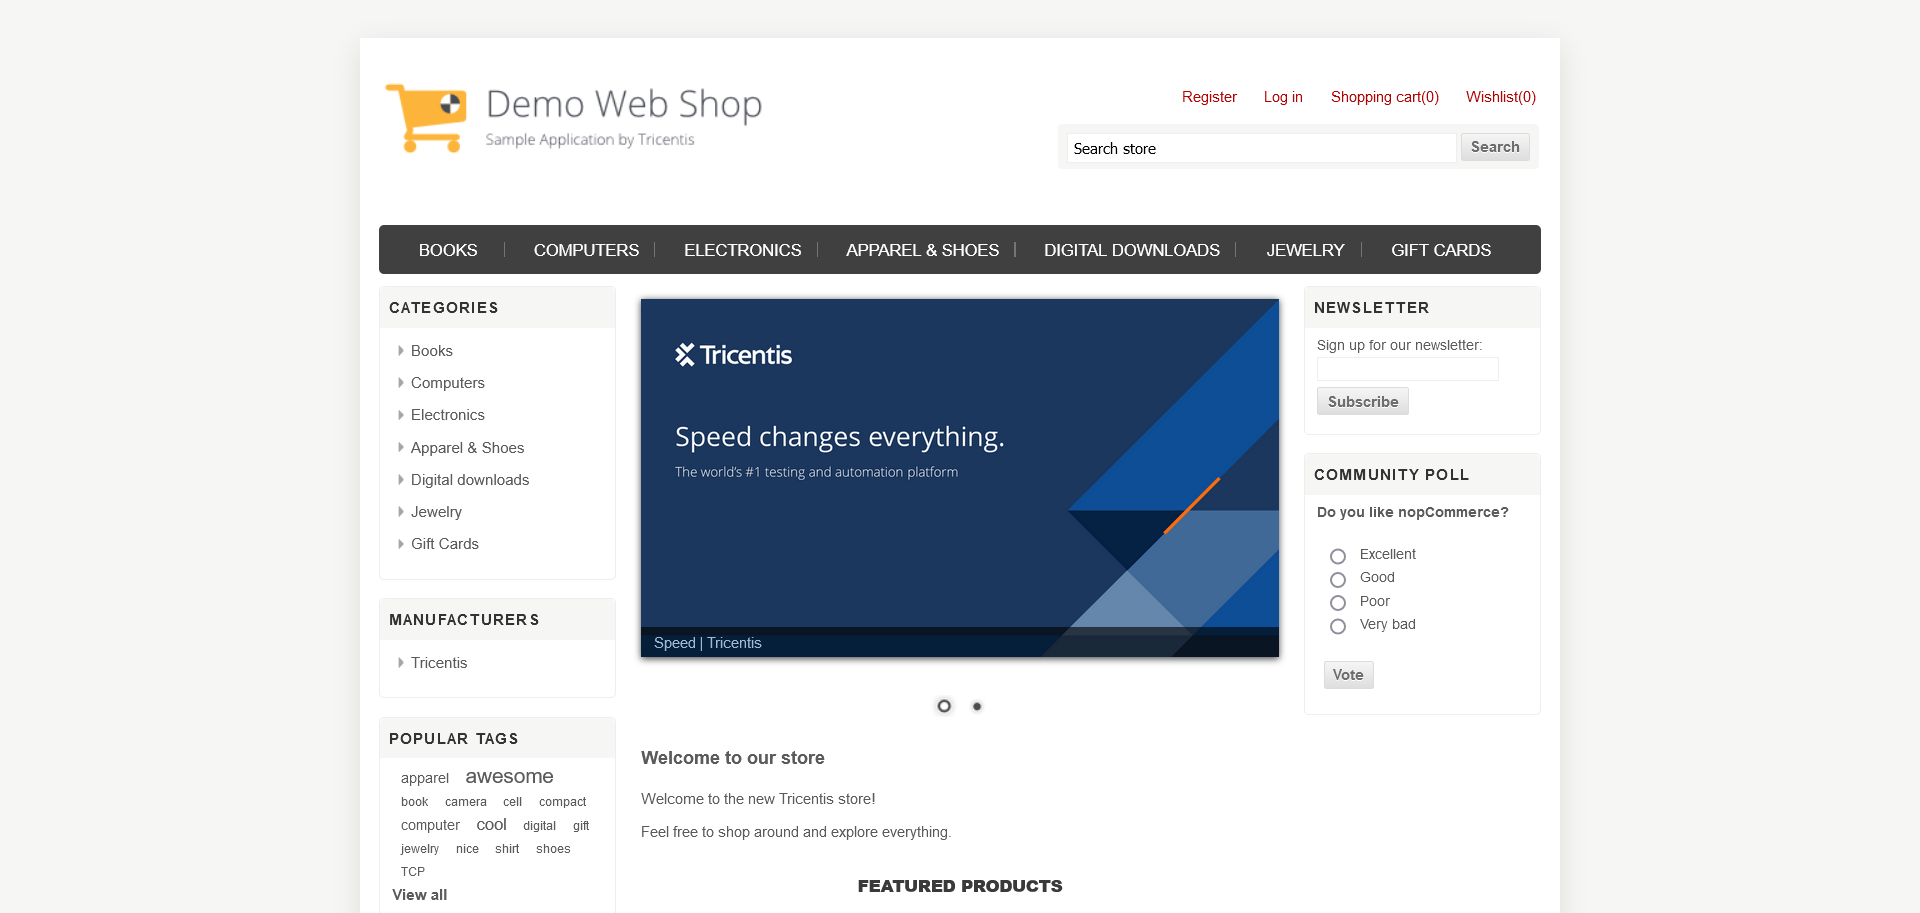 Demo Web Shop
Sample Application by Tricentis
Register Log in Shopping cart(0) Wishlist(0)
Search store Search
BOOKS COMPUTERS ELECTRONICS APPAREL & SHOES DIGITAL DOWNLOADS JEWELRY GIFT CARDS
CATEGORIES
Books
Computers
Electronics
Apparel & Shoes
Digital downloads
Jewelry
Gift Cards
MANUFACTURERS
Tricentis
POPULAR TAGS
apparel awesome
book camera cell compact
computer cool digital gift
jewelry nice shirt shoes
TCP
View all
Tricentis
Speed changes everything.
The world's #1 testing and automation platform
Speed | Tricentis
Welcome to our store
Welcome to the new Tricentis store!
Feel free to shop around and explore everything.
FEATURED PRODUCTS
NEWSLETTER
Sign up for our newsletter:
Subscribe
COMMUNITY POLL
Do you like nopCommerce?
Excellent
Good
Poor
Very bad
Vote